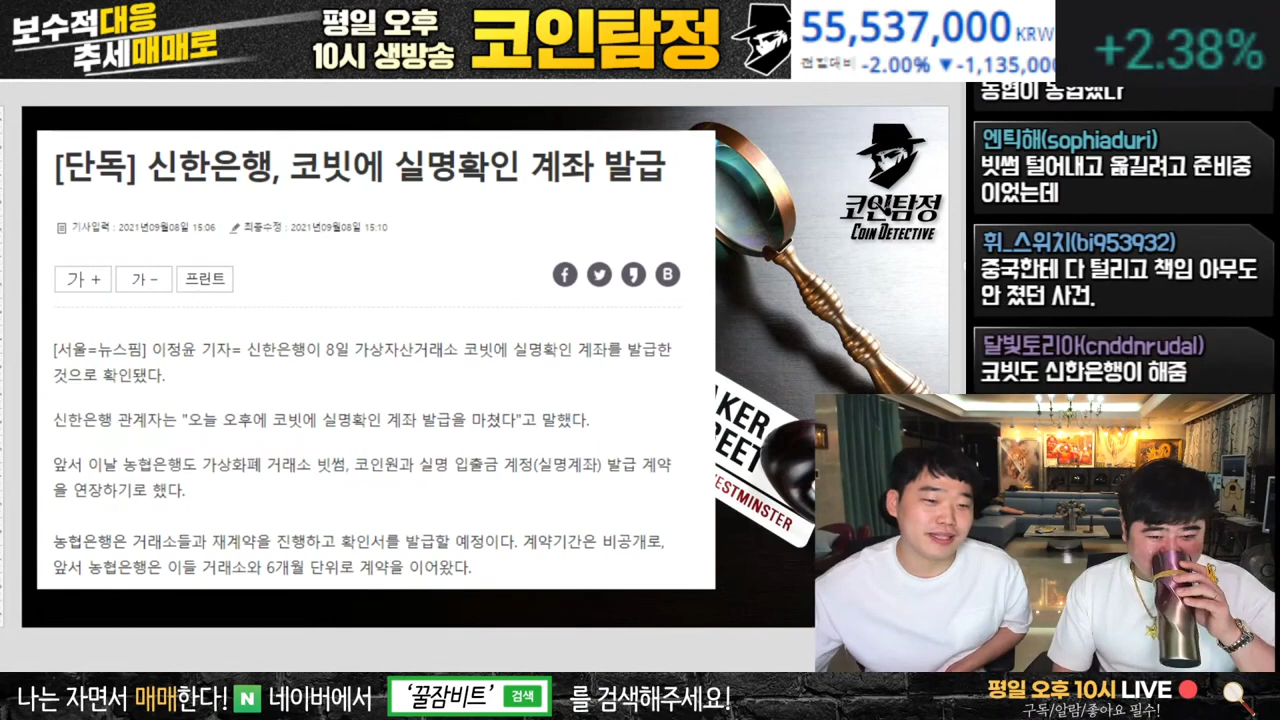 보수적대응
추세매매로
평일 오후
10시 생방송
코인탐정
55,537,000 KRW
전일대비 -2.00% ▼-1,135,000
+2.38%
[단독] 신한은행, 코빗에 실명확인 계좌 발급
기사입력 : 2021년09월08일 15:06 최종수정 : 2021년09월08일 15:10
가 +
가 -
프린트
[서울=뉴스핌] 이정윤 기자= 신한은행이 8일 가상자산거래소 코빗에 실명확인 계좌를 발급한
것으로 확인됐다.
신한은행 관계자는 "오늘 오후에 코빗에 실명확인 계좌 발급을 마쳤다"고 말했다.
앞서 이날 농협은행도 가상화폐 거래소 빗썸, 코인원과 실명 입출금 계정(실명계좌) 발급 계약
을 연장하기로 했다.
농협은행은 거래소들과 재계약을 진행하고 확인서를 발급할 예정이다. 계약기간은 비공개로,
앞서 농협은행은 이들 거래소와 6개월 단위로 계약을 이어왔다.
코인탐정
COIN DETECTIVE
KER
EET
ESTMINSTER
농협이 농협했다
엔틱해(sophiaduri)
빗썸 털어내고 옮길려고 준비중
이었는데
휘_스위치(bi953932)
중국한테 다 털리고 책임 아무도
안 졌던 사건.
달빛토리아(cnddnrudal)
코빗도 신한은행이 해줌
나는 자면서 매매한다! N 네이버에서 '꿀잠비트' 검색 를 검색해주세요!
평일 오후 10시 LIVE
구독/알람/좋아요 필수!